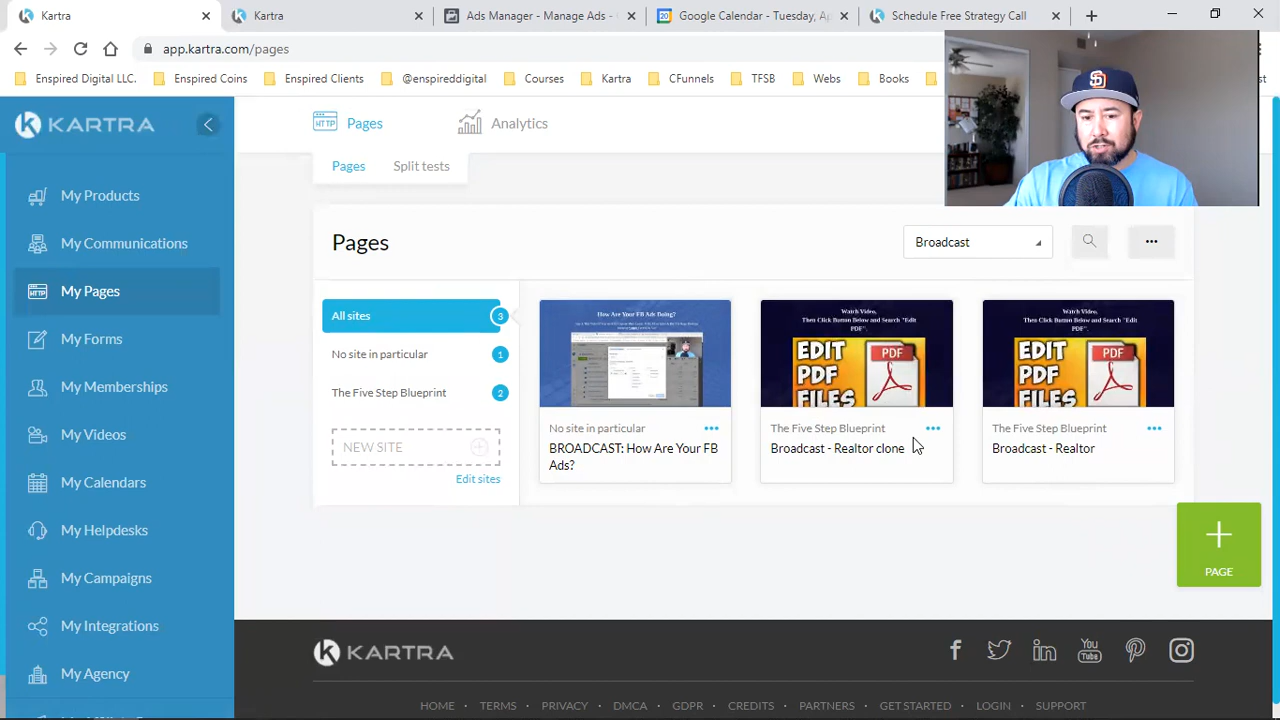 Kartra
Kartra
Ads Manager - Manage Ads -
Google Calendar - Tuesday, Ap
Schedule Free Strategy Call
app.kartra.com/pages
Enspired Digital LLC.
Enspired Coins
Enspired Clients
@enspireddigital
Courses
Kartra
CFunnels
TFSB
Webs
Books
KARTRA
Pages
Analytics
Pages
Split tests
My Products
My Communications
My Pages
My Forms
My Memberships
My Videos
My Calendars
My Helpdesks
My Campaigns
My Integrations
My Agency
Pages
Broadcast
All sites
3
No site in particular
1
The Five Step Blueprint
2
NEW SITE
Edit sites
How Are Your FB Ads Doing?
No site in particular
BROADCAST: How Are Your FB
Ads?
Watch Video,
Then Click Button Below and Search "Edit
PDF".
EDIT
PDF
FILES
PDF
The Five Step Blueprint
Broadcast - Realtor clone
Watch Video,
Then Click Button Below and Search "Edit
PDF".
EDIT
PDF
FILES
PDF
The Five Step Blueprint
Broadcast - Realtor
PAGE
KARTRA
You
Tube
HOME
TERMS
PRIVACY
DMCA
GDPR
CREDITS
PARTNERS
GET STARTED
LOGIN
SUPPORT